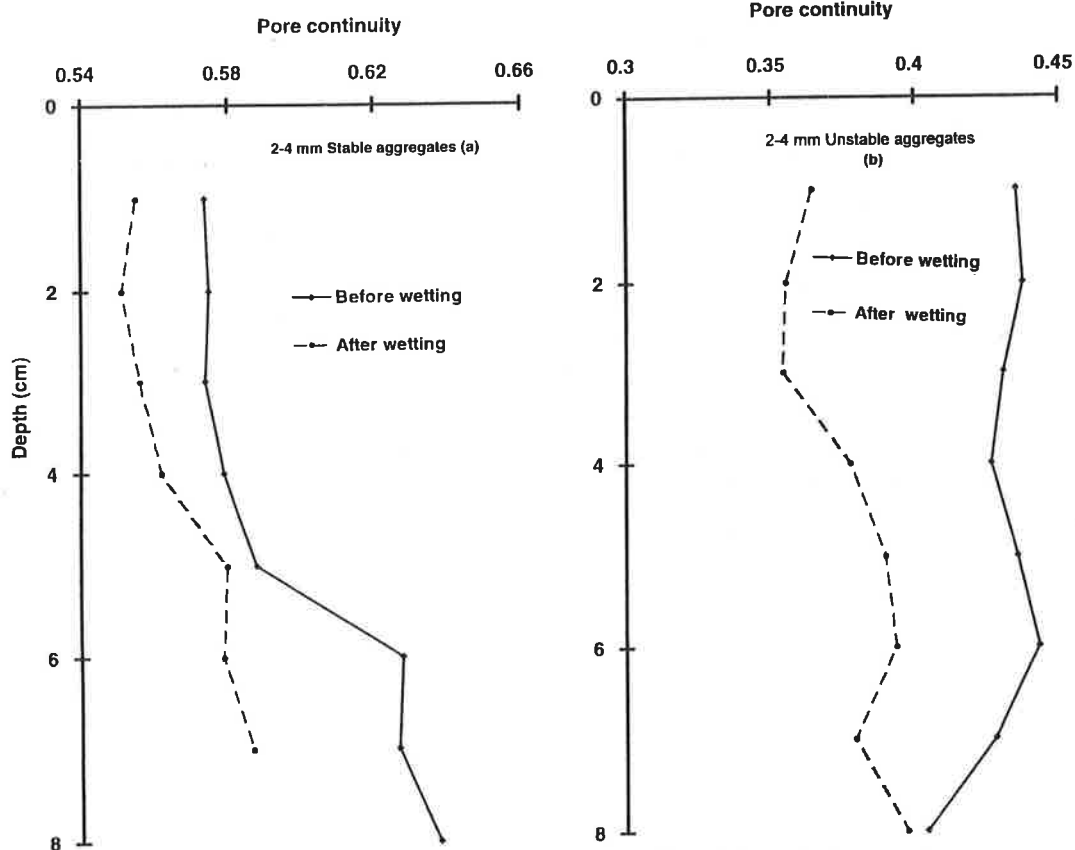 Pore continuity
0.54 0.58 0.62 0.66
0
2-4 mm Stable aggregates (a)
2
Before wetting
After wetting
Depth (cm)
4
6
8
Pore continuity
0.3 0.35 0.4 0.45
0
2-4 mm Unstable aggregates
(b)
2
Before wetting
After wetting
4
6
8